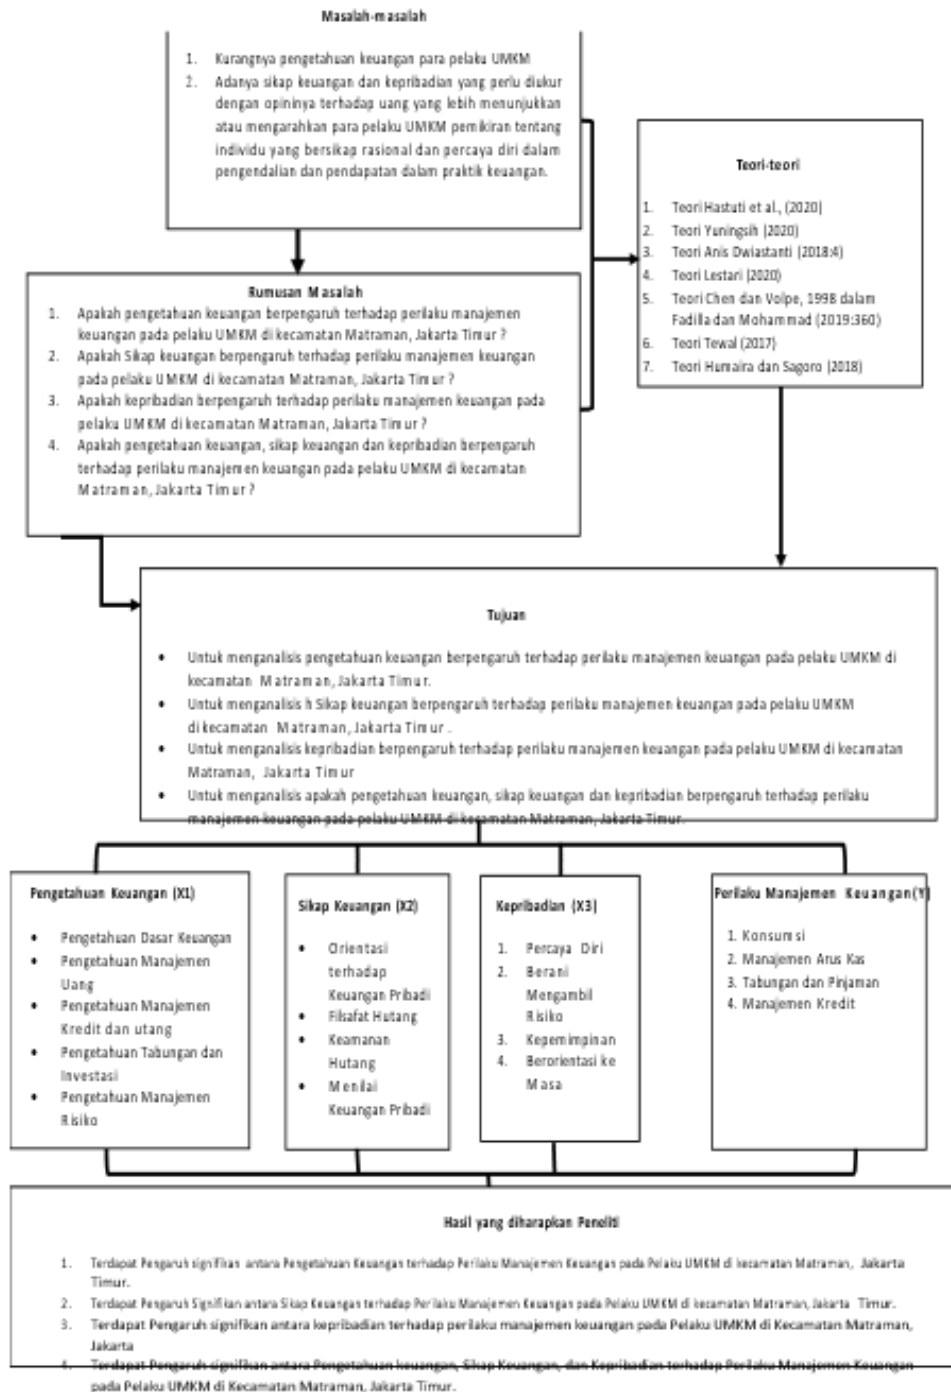 Masalah-masalah
1. Kurangnya pengetahuan keuangan para pelaku UMKM
2. Adanya sikap keuangan dan kepribadian yang perlu diukur
dengan opininya terhadap uang yang lebih menunjukkan
atau mengarahkan para pelaku UMKM pemikiran tentang
individu yang bersikap rasional dan percaya diri dalam
pengendalian dan pendapatan dalam praktik keuangan.
Teori-teori
1. Teori Hastuti et al., (2020)
2. Teori Yuningsih (2020)
3. Teori Anis Dwiastanti (2018:4)
4. Teori Lestari (2020)
5. Teori Chen dan Volpe, 1998 dalam
Fadilla dan Mohammad (2019:360)
6. Teori Tewal (2017)
7. Teori Humaira dan Sagoro (2018)
Rumusan Masalah
1. Apakah pengetahuan keuangan berpengaruh terhadap perilaku manajemen
keuangan pada pelaku UMKM di kecamatan Matraman, Jakarta Timur ?
2. Apakah Sikap keuangan berpengaruh terhadap perilaku manajemen keuangan
pada pelaku UMKM di kecamatan Matraman, Jakarta Timur ?
3. Apakah kepribadian berpengaruh terhadap perilaku manajemen keuangan pada
pelaku UMKM di kecamatan Matraman, Jakarta Timur ?
4. Apakah pengetahuan keuangan, sikap keuangan dan kepribadian berpengaruh
terhadap perilaku manajemen keuangan pada pelaku UMKM di kecamatan
Matraman, Jakarta Timur ?
Tujuan
• Untuk menganalisis pengetahuan keuangan berpengaruh terhadap perilaku manajemen keuangan pada pelaku UMKM di
kecamatan Matraman, Jakarta Timur.
• Untuk menganalisis h Sikap keuangan berpengaruh terhadap perilaku manajemen keuangan pada pelaku UMKM
di kecamatan Matraman, Jakarta Timur .
• Untuk menganalisis kepribadian berpengaruh terhadap perilaku manajemen keuangan pada pelaku UMKM di kecamatan
Matraman, Jakarta Timur
• Untuk menganalisis apakah pengetahuan keuangan, sikap keuangan dan kepribadian berpengaruh terhadap perilaku
manajemen keuangan pada pelaku UMKM di kecamatan Matraman, Jakarta Timur.
Pengetahuan Keuangan (X1)
• Pengetahuan Dasar Keuangan
• Pengetahuan Manajemen
Uang
• Pengetahuan Manajemen
Kredit dan utang
• Pengetahuan Tabungan dan
Investasi
• Pengetahuan Manajemen
Risiko
Sikap Keuangan (X2)
• Orientasi
terhadap
Keuangan Pribadi
• Filsafat Hutang
• Keamanan
Hutang
• Menilai
Keuangan Pribadi
Kepribadian (X3)
1. Percaya Diri
2. Berani
Mengambil
Risiko
3. Kepemimpinan
4. Berorientasi ke
Masa
Perilaku Manajemen Keuangan(Y)
1. Konsumsi
2. Manajemen Arus Kas
3. Tabungan dan Pinjaman
4. Manajemen Kredit
Hasil yang diharapkan Peneliti
1. Terdapat Pengaruh signifikan antara Pengetahuan Keuangan terhadap Perilaku Manajemen Keuangan pada Pelaku UMKM di kecamatan Matraman, Jakarta
Timur.
2. Terdapat Pengaruh Signifikan antara Sikap Keuangan terhadap Perilaku Manajemen Keuangan pada Pelaku UMKM di kecamatan Matraman, Jakarta Timur.
3. Terdapat Pengaruh signifikan antara kepribadian terhadap perilaku manajemen keuangan pada Pelaku UMKM di Kecamatan Matraman,
Jakarta
4. Terdapat Pengaruh signifikan antara Pengetahuan keuangan, Sikap Keuangan, dan Kepribadian terhadap Perilaku Manajemen Keuangan
pada Pelaku UMKM di Kecamatan Matraman, Jakarta Timur.